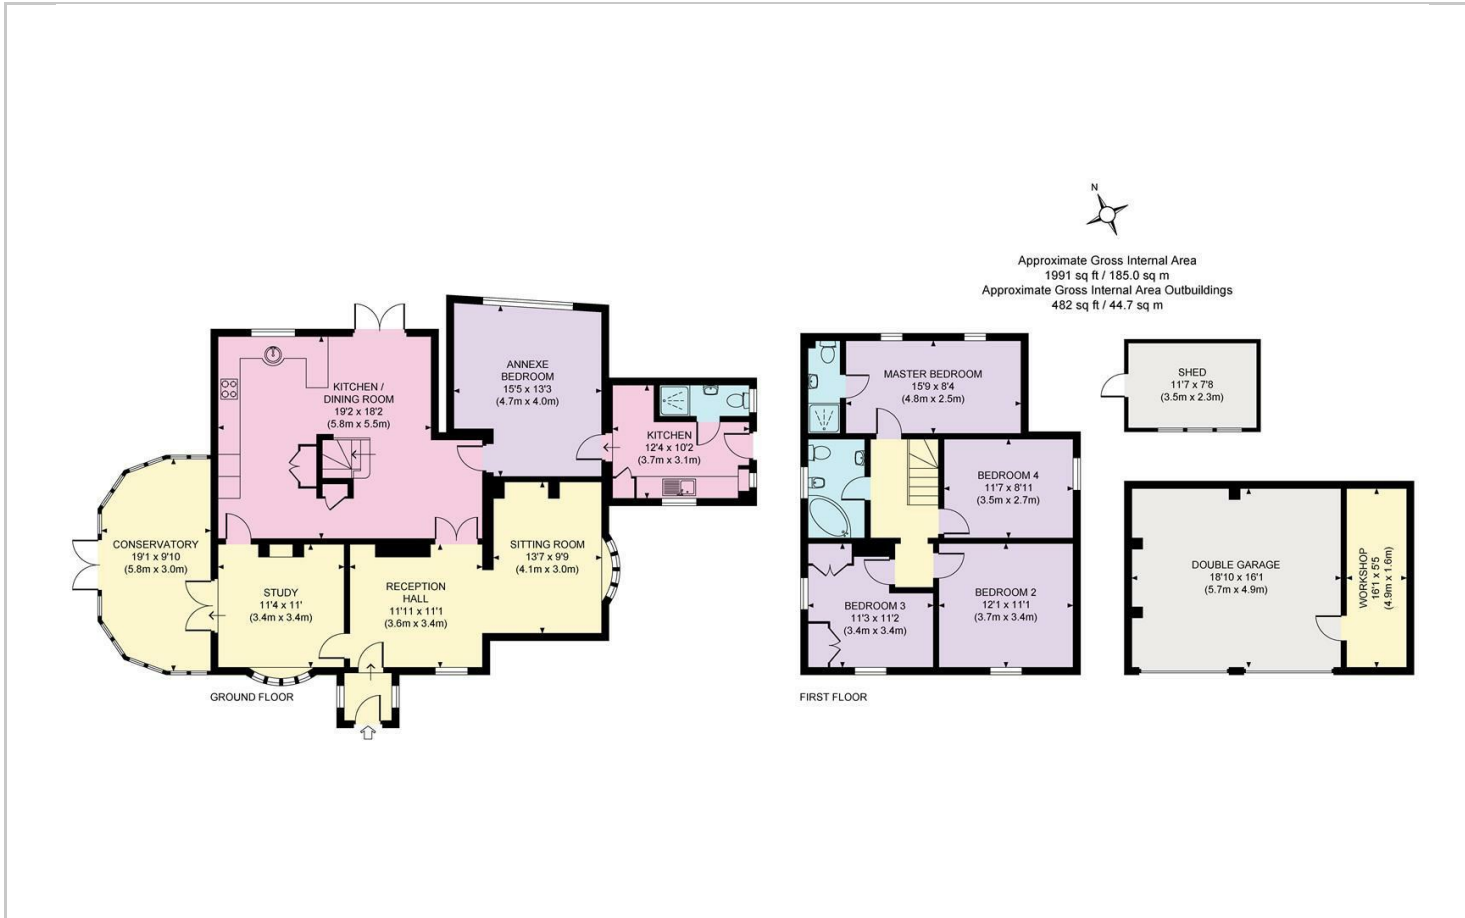 N
Approximate Gross Internal Area
1991 sq ft / 185.0 sq m
Approximate Gross Internal Area Outbuildings
482 sq ft / 44.7 sq m
ANNEXE
BEDROOM
15'5 x 13'3
(4.7m x 4.0m)
KITCHEN /
DINING ROOM
19'2 x 18'2
(5.8m x 5.5m)
KITCHEN
12'4 x 10'2
(3.7m x 3.1m)
CONSERVATORY
19'1 x 9'10
(5.8m x 3.0m)
SITTING ROOM
13'7 x 9'9
(4.1m x 3.0m)
STUDY
11'4 x 11'
(3.4m x 3.4m)
RECEPTION
HALL
11'11 x 11'1
(3.6m x 3.4m)
GROUND FLOOR
MASTER BEDROOM
15'9 x 8'4
(4.8m x 2.5m)
BEDROOM 4
11'7 x 8'11
(3.5m x 2.7m)
BEDROOM 3
11'3 x 11'2
(3.4m x 3.4m)
BEDROOM 2
12'1 x 11'1
(3.7m x 3.4m)
FIRST FLOOR
SHED
11'7 x 7'8
(3.5m x 2.3m)
DOUBLE GARAGE
18'10 x 16'1
(5.7m x 4.9m)
WORKSHOP
16'1 x 5'5
(4.9m x 1.6m)